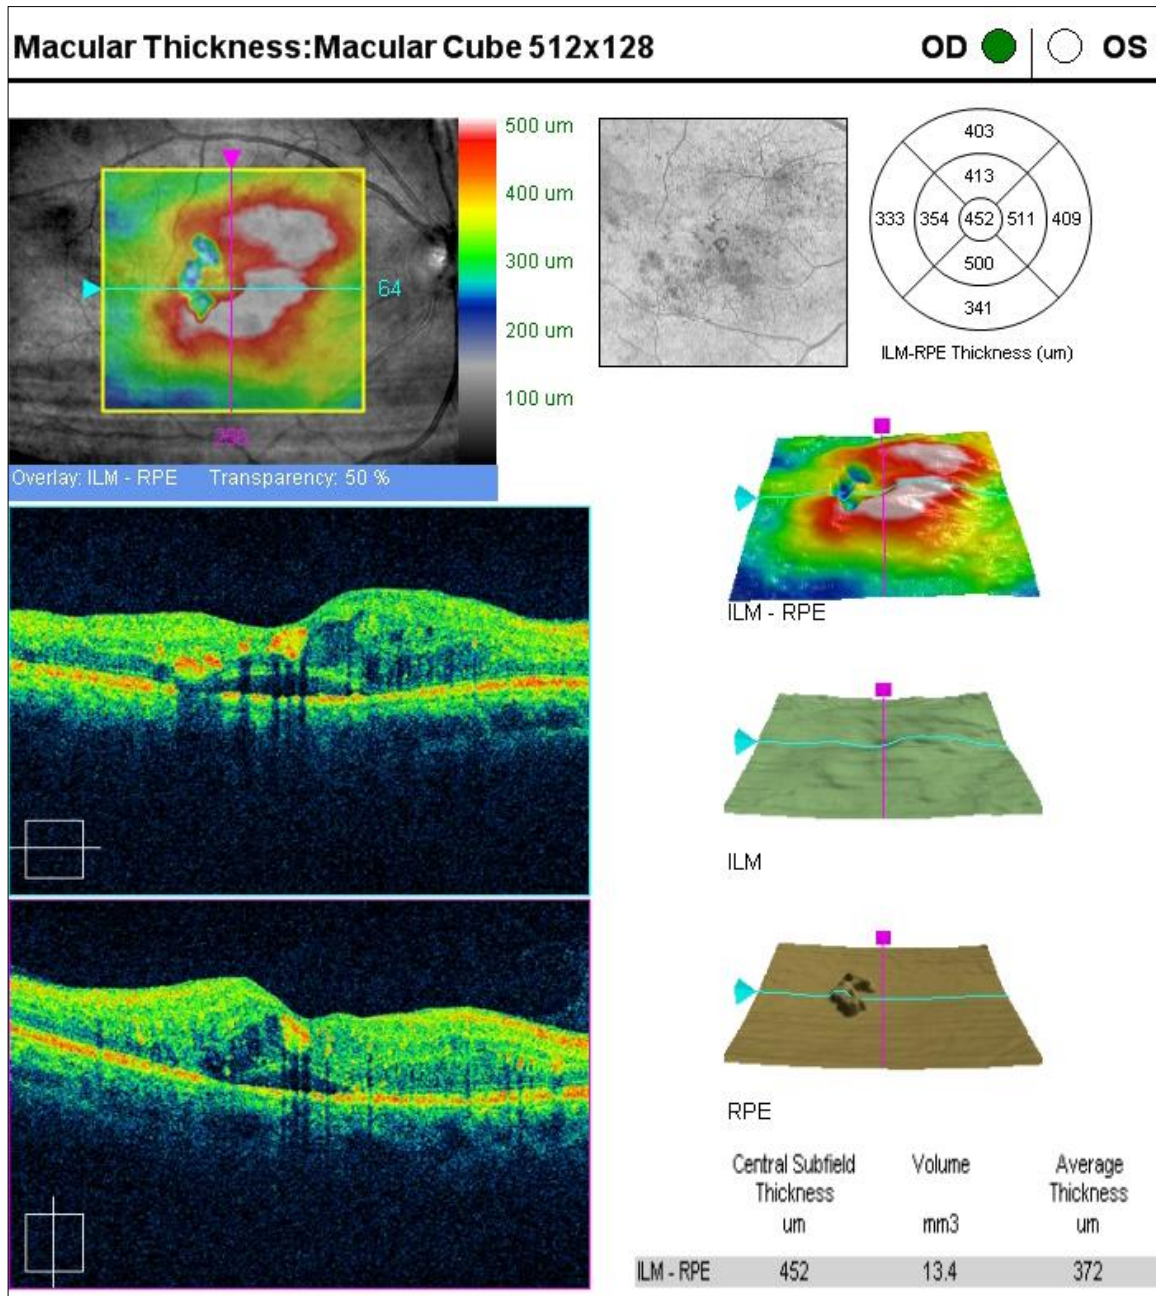 Macular Thickness:Macular Cube 512x128
OD OS
500 um
400 um
300 um
200 um
100 um
64
256
Overlay: ILM - RPE Transparency: 50 %
403
413
333 354 452 511 409
500
341
ILM-RPE Thickness (um)
ILM - RPE
ILM
RPE
Central Subfield Thickness um
Volume mm3
Average Thickness um
ILM - RPE 452 13.4 372